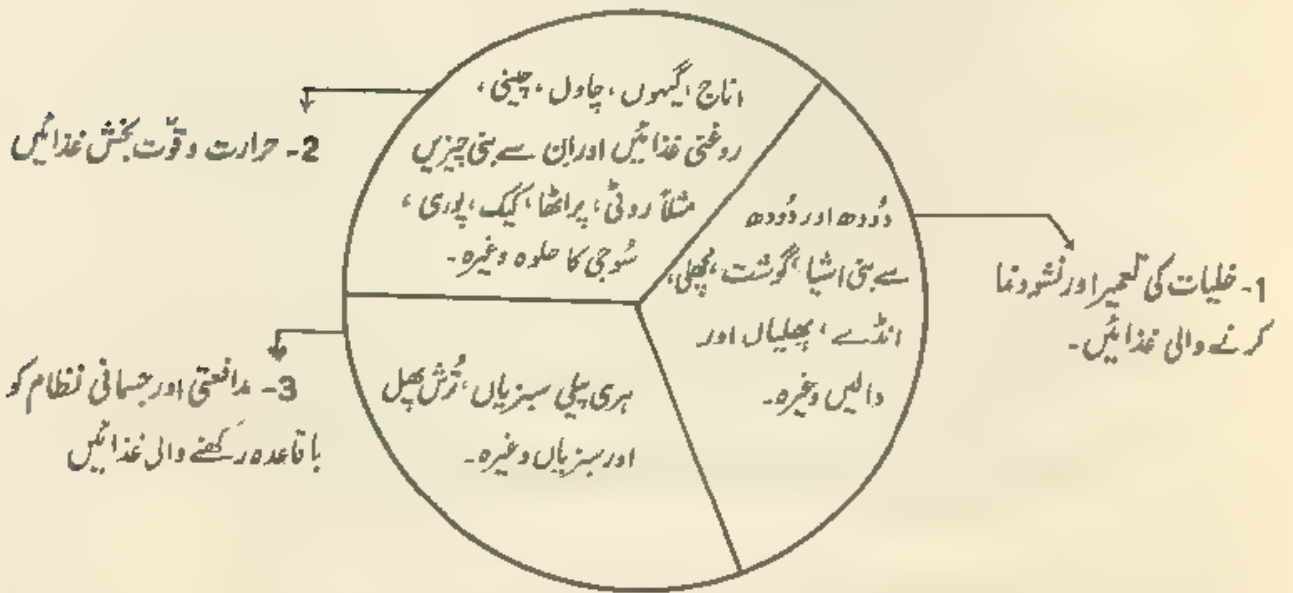 اناج، گیہوں، چاول، چینی،
روغنی غذائیں اور ان سے بنی چیزیں
مثلاً روٹی، پراٹھا، کیک، پوری،
سُوجی کا حلوہ وغیرہ۔
2- حرارت و قوّت بخش غذائیں
دُودھ اور دُودھ
سے بنی اشیا، گوشت، مچھلی،
انڈے، پھلیاں اور
دالیں وغیرہ۔
1- خلیات کی تعمیر اور نشوونما
کرنے والی غذائیں۔
ہری پیلی سبزیاں، تُرش پھل
اور سبزیاں وغیرہ۔
3- مدافعتی اور جسمانی نظام کو
باقاعدہ رکھنے والی غذائیں